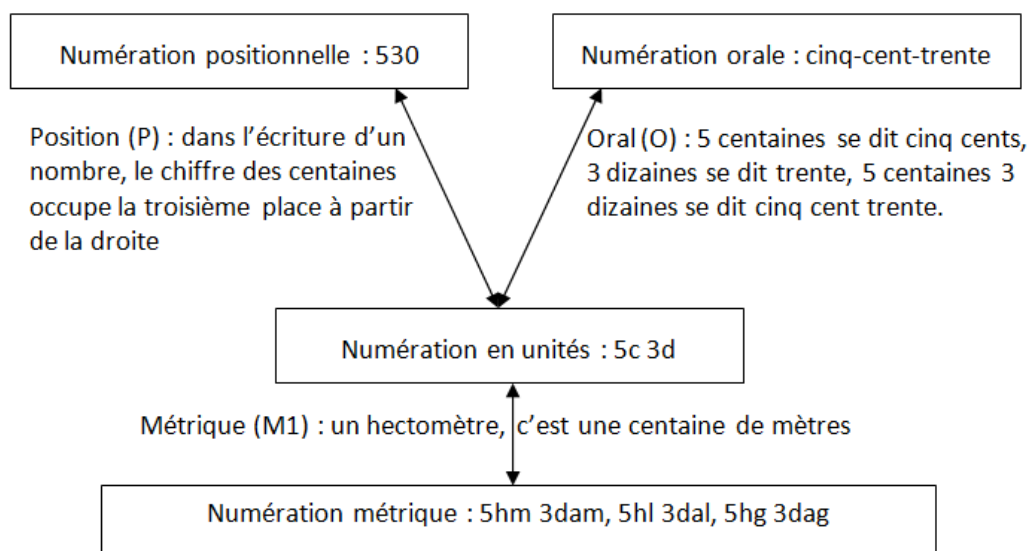 Numération positionnelle : 530
Numération orale : cinq-cent-trente
Position (P) : dans l'écriture d'un
nombre, le chiffre des centaines
occupe la troisième place à partir
de la droite
Oral (O) : 5 centaines se dit cinq cents,
3 dizaines se dit trente, 5 centaines 3
dizaines se dit cinq cent trente.
Numération en unités : 5c 3d
Métrique (M1) : un hectomètre, c'est une centaine de mètres
Numération métrique : 5hm 3dam, 5hl 3dal, 5hg 3dag